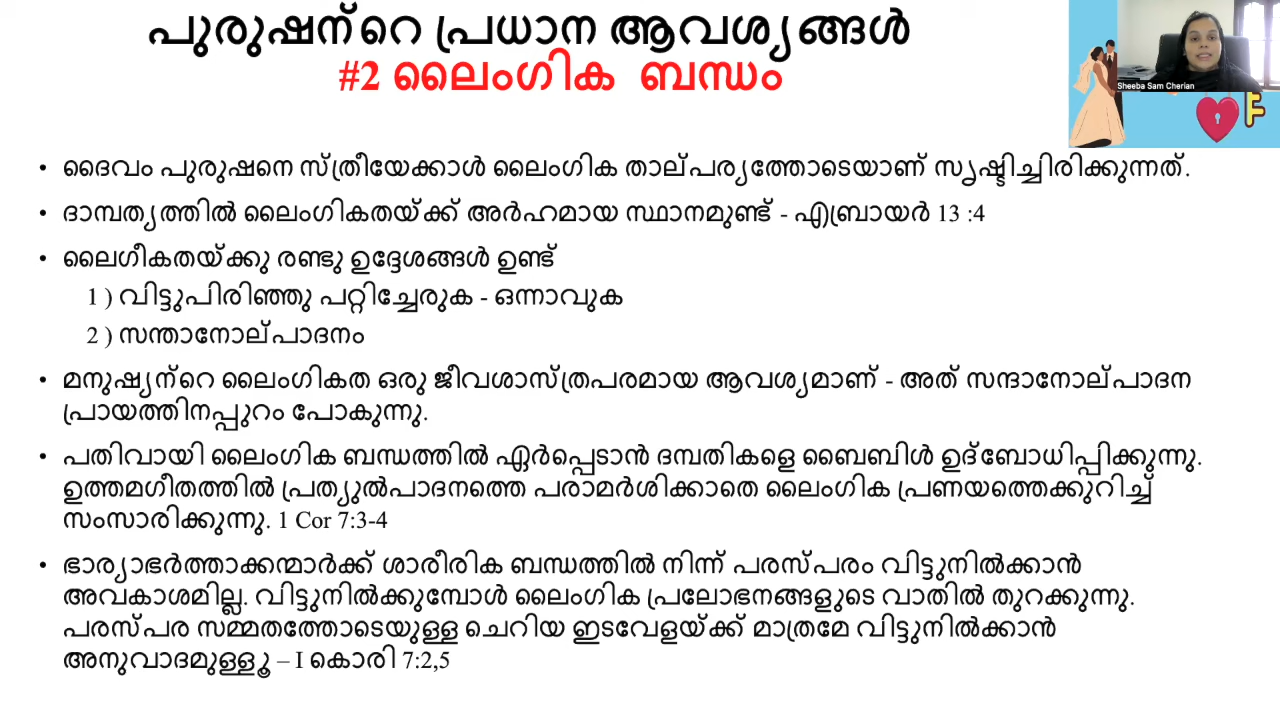 പുരുഷന്റെ പ്രധാന ആവശ്യങ്ങൾ
#2 ലൈംഗിക ബന്ധം
Sheeba Sam Cherian
F
• ദൈവം പുരുഷനെ സ്ത്രീയേക്കാൾ ലൈംഗിക താല്പര്യത്തോടെയാണ് സൃഷ്ടിച്ചിരിക്കുന്നത്.
• ദാമ്പത്യത്തിൽ ലൈംഗികതയ്ക്ക് അർഹമായ സ്ഥാനമുണ്ട് - എബ്രായർ 13 :4
• ലൈഗീകതയ്ക്കു രണ്ടു ഉദ്ദേശങ്ങൾ ഉണ്ട്
1 ) വിട്ടുപിരിഞ്ഞു പറ്റിച്ചേരുക - ഒന്നാവുക
2 ) സന്താനോല്പാദനം
• മനുഷ്യന്റെ ലൈംഗികത ഒരു ജീവശാസ്ത്രപരമായ ആവശ്യമാണ് - അത് സന്ദാനോല്പാദന
പ്രായത്തിനപ്പുറം പോകുന്നു.
• പതിവായി ലൈംഗിക ബന്ധത്തിൽ ഏർപ്പെടാൻ ദമ്പതികളെ ബൈബിൾ ഉദ്ബോധിപ്പിക്കുന്നു.
ഉത്തമഗീതത്തിൽ പ്രത്യുൽപാദനത്തെ പരാമർശിക്കാതെ ലൈംഗിക പ്രണയത്തെക്കുറിച്ച്
സംസാരിക്കുന്നു. 1 Cor 7:3-4
• ഭാര്യാഭർത്താക്കന്മാർക്ക് ശാരീരിക ബന്ധത്തിൽ നിന്ന് പരസ്പരം വിട്ടുനിൽക്കാൻ
അവകാശമില്ല. വിട്ടുനിൽക്കുമ്പോൾ ലൈംഗിക പ്രലോഭനങ്ങളുടെ വാതിൽ തുറക്കുന്നു.
പരസ്പര സമ്മതത്തോടെയുള്ള ചെറിയ ഇടവേളയ്ക്ക് മാത്രമേ വിട്ടുനിൽക്കാൻ
അനുവാദമുള്ളൂ – I കൊരി 7:2,5